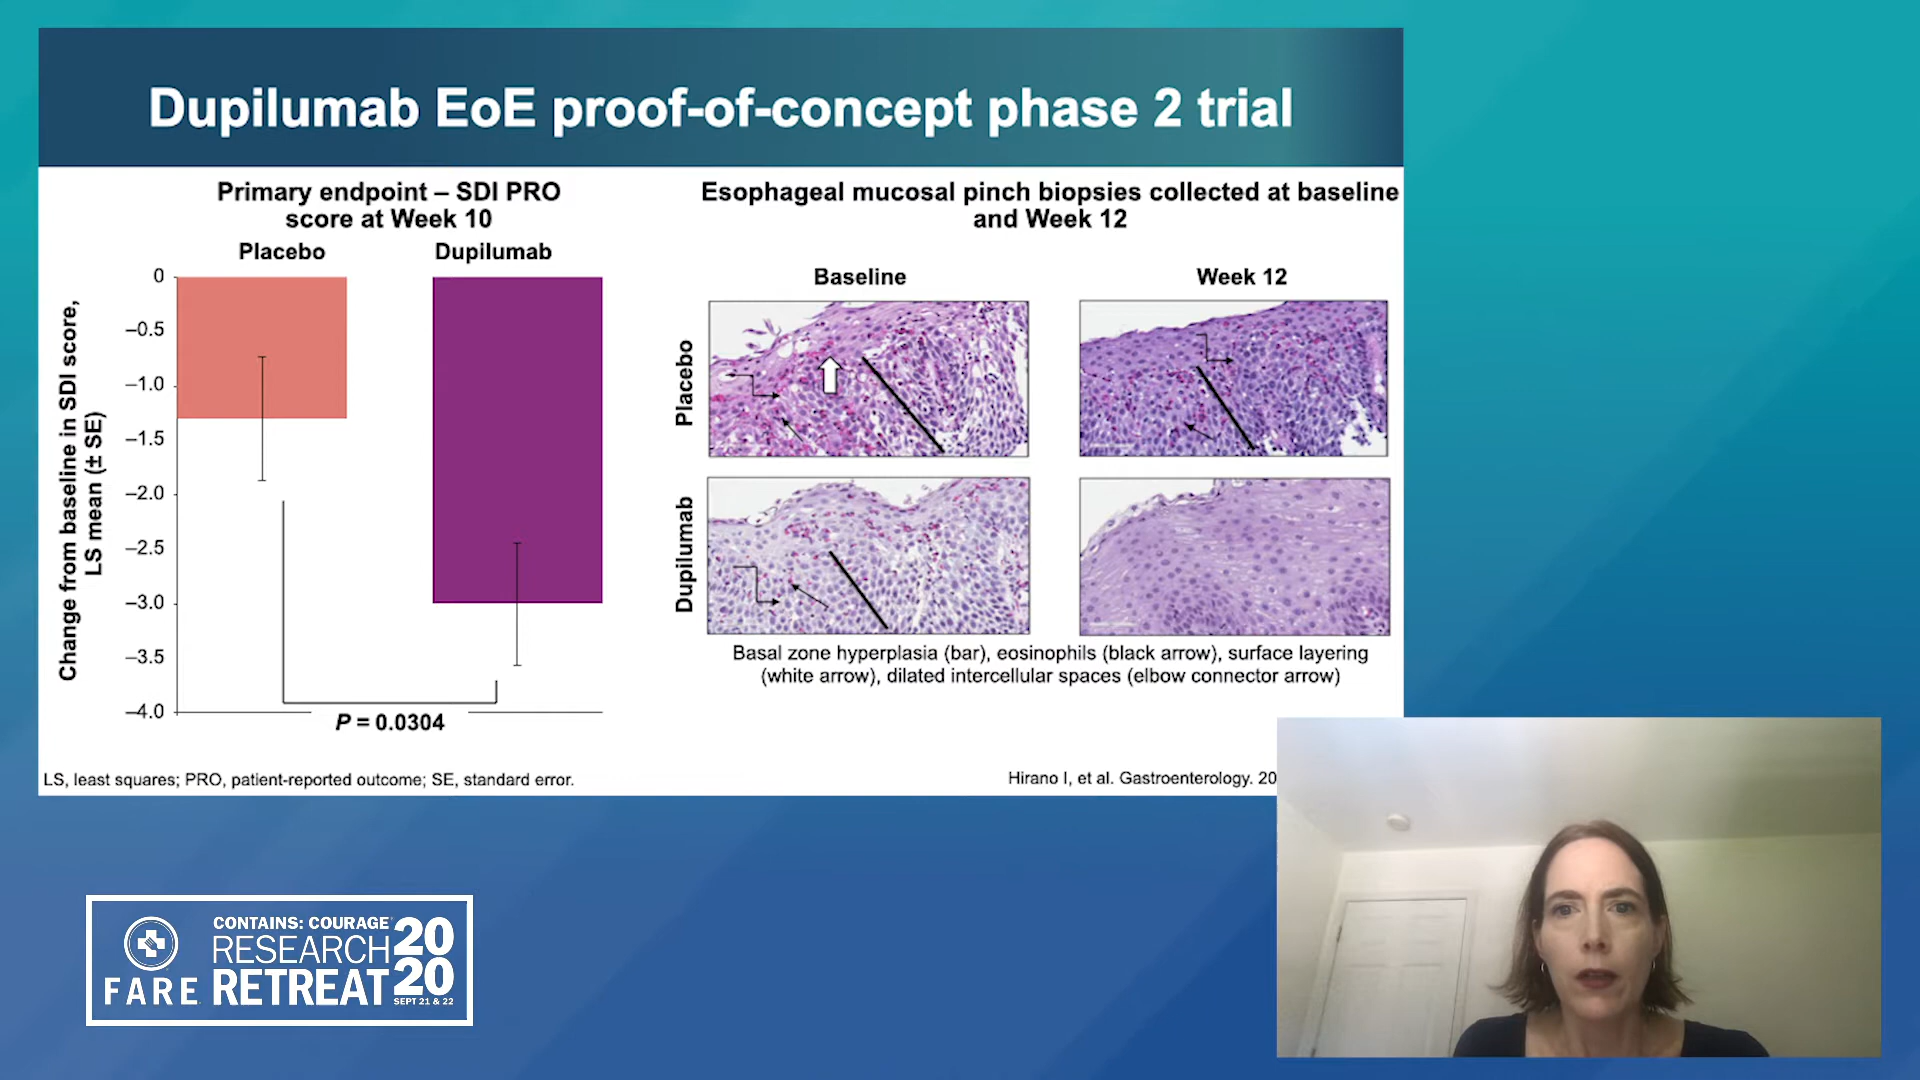 Dupilumab EoE proof-of-concept phase 2 trial
Primary endpoint – SDI PRO
score at Week 10
Placebo
Dupilumab
Change from baseline in SDI score,
LS mean (± SE)
0
–0.5
–1.0
–1.5
–2.0
–2.5
–3.0
–3.5
–4.0
P = 0.0304
LS, least squares; PRO, patient-reported outcome; SE, standard error.
Esophageal mucosal pinch biopsies collected at baseline
and Week 12
Baseline
Week 12
Placebo
Dupilumab
Basal zone hyperplasia (bar), eosinophils (black arrow), surface layering
(white arrow), dilated intercellular spaces (elbow connector arrow)
Hirano I, et al. Gastroenterology. 20
FARE
CONTAINS: COURAGE
RESEARCH
RETREAT
20
20
SEPT 21 & 22